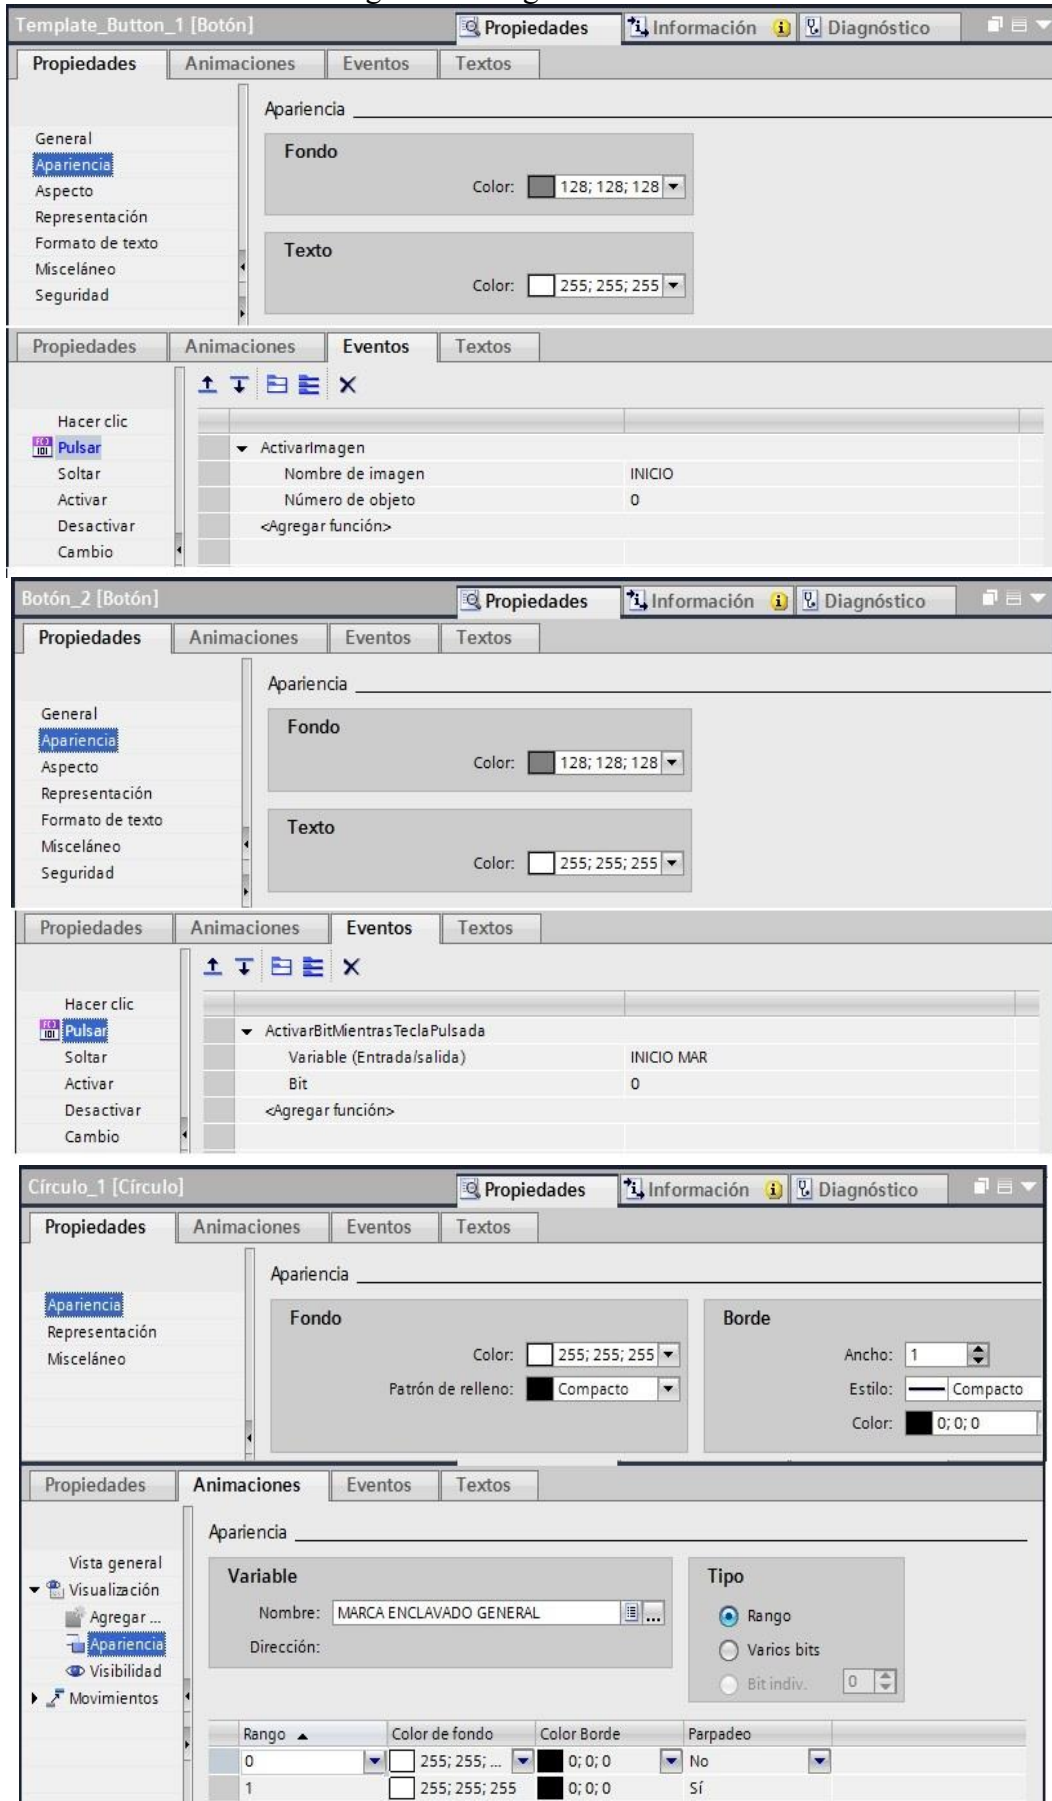 Template_Button_1 [Botón]
Propiedades
Información
Diagnóstico
Propiedades
Animaciones
Eventos
Textos
Apariencia
General
Apariencia
Aspecto
Representación
Formato de texto
Misceláneo
Seguridad
Fondo
Color: 128; 128; 128
Texto
Color: 255; 255; 255
Propiedades
Animaciones
Eventos
Textos
Hacer clic
Pulsar
Soltar
Activar
Desactivar
Cambio
ActivarImagen
Nombre de imagen INICIO
Número de objeto 0
<Agregar función>
Botón_2 [Botón]
Propiedades
Información
Diagnóstico
Propiedades
Animaciones
Eventos
Textos
Apariencia
General
Apariencia
Aspecto
Representación
Formato de texto
Misceláneo
Seguridad
Fondo
Color: 128; 128; 128
Texto
Color: 255; 255; 255
Propiedades
Animaciones
Eventos
Textos
Hacer clic
Pulsar
Soltar
Activar
Desactivar
Cambio
ActivarBitMientrasTeclaPulsada
Variable (Entrada/salida) INICIO MAR
Bit 0
<Agregar función>
Círculo_1 [Círculo]
Propiedades
Información
Diagnóstico
Propiedades
Animaciones
Eventos
Textos
Apariencia
Apariencia
Representación
Misceláneo
Fondo
Color: 255; 255; 255
Patrón de relleno: Compacto
Borde
Ancho: 1
Estilo: Compacto
Color: 0; 0; 0
Propiedades
Animaciones
Eventos
Textos
Apariencia
Vista general
Visualización
Agregar ...
Apariencia
Visibilidad
Movimientos
Variable
Nombre: MARCA ENCLAVADO GENERAL
Dirección:
Tipo
Rango
Varios bits
Bit indiv. 0
Rango Color de fondo Color Borde Parpadeo
0 255; 255; ... 0; 0; 0 No
1 255; 255; 255 0; 0; 0 Sí